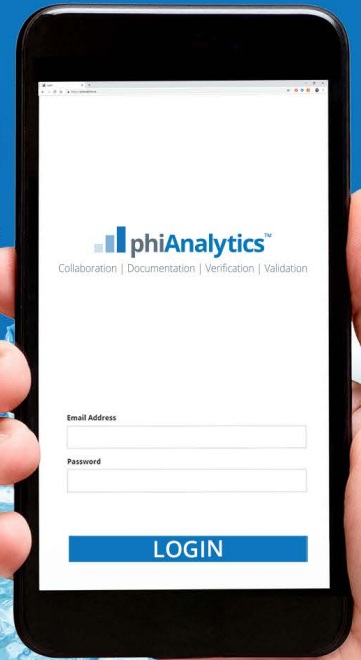 phiAnalytics™
Collaboration | Documentation | Verification | Validation
Email Address
Password
LOGIN